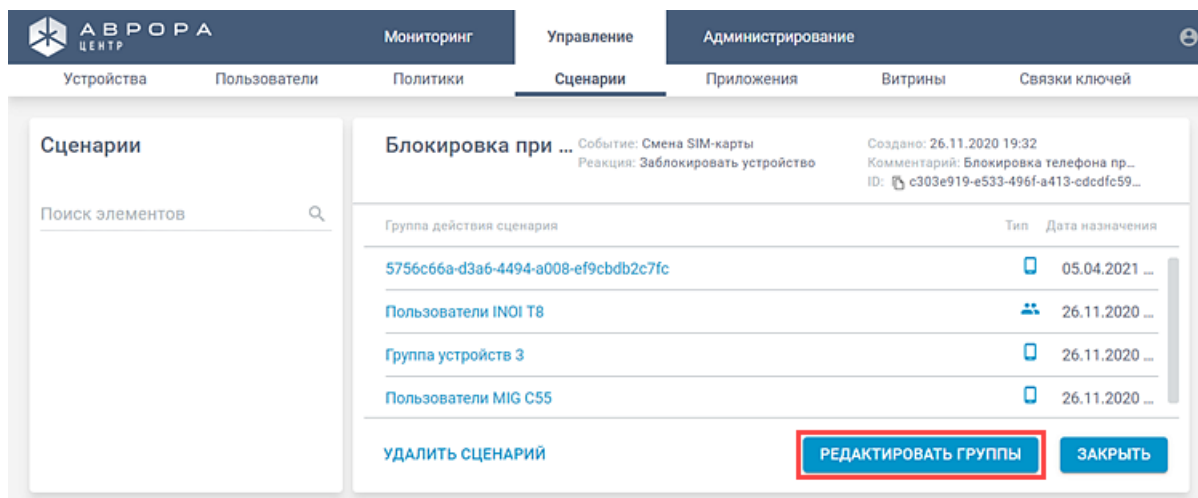 АВРОРА
ЦЕНТР
Мониторинг Управление Администрирование
Устройства Пользователи Политики Сценарии Приложения Витрины Связки ключей
Сценарии
Поиск элементов
Блокировка при ...
Событие: Смена SIM-карты
Реакция: Заблокировать устройство
Создано: 26.11.2020 19:32
Комментарий: Блокировка телефона пр...
ID: c303e919-e533-496f-a413-cdcdfc59...
Группа действия сценария Тип Дата назначения
5756c66a-d3a6-4494-a008-ef9cbdb2c7fc 05.04.2021 ...
Пользователи INOI T8 26.11.2020 ...
Группа устройств 3 26.11.2020 ...
Пользователи MIG C55 26.11.2020 ...
УДАЛИТЬ СЦЕНАРИЙ РЕДАКТИРОВАТЬ ГРУППЫ ЗАКРЫТЬ